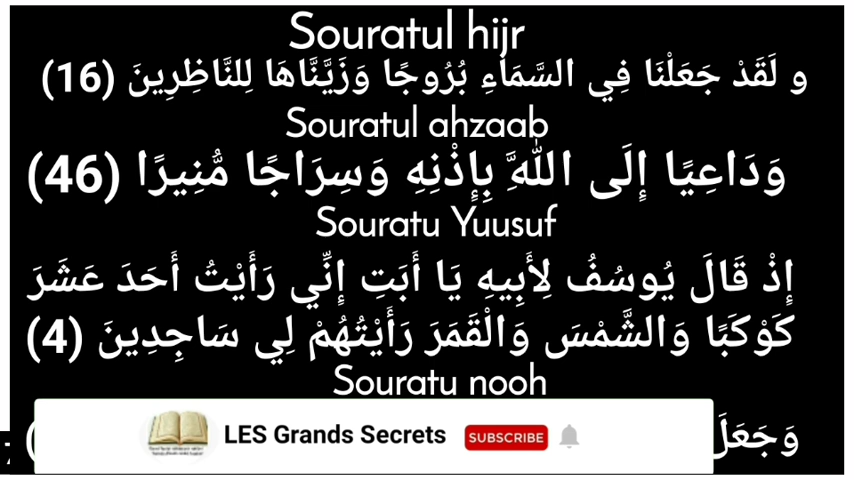 Souratul hijr
و لَقَدْ جَعَلْنَا فِي السَّمَاءِ بُرُوجًا وَزَيَّنَّاهَا لِلنَّاظِرِينَ (16)
Souratul ahzaab
وَدَاعِيًا إِلَى اللَّهِ بِإِذْنِهِ وَسِرَاجًا مُّنِيرًا (46)
Souratu Yuusuf
إِذْ قَالَ يُوسُفُ لِأَبِيهِ يَا أَبَتِ إِنِّي رَأَيْتُ أَحَدَ عَشَرَ
كَوْكَبًا وَالشَّمْسَ وَالْقَمَرَ رَأَيْتُهُمْ لِي سَاجِدِينَ (4)
Souratu nooh
وَجَعَلَ
LES Grands Secrets SUBSCRIBE